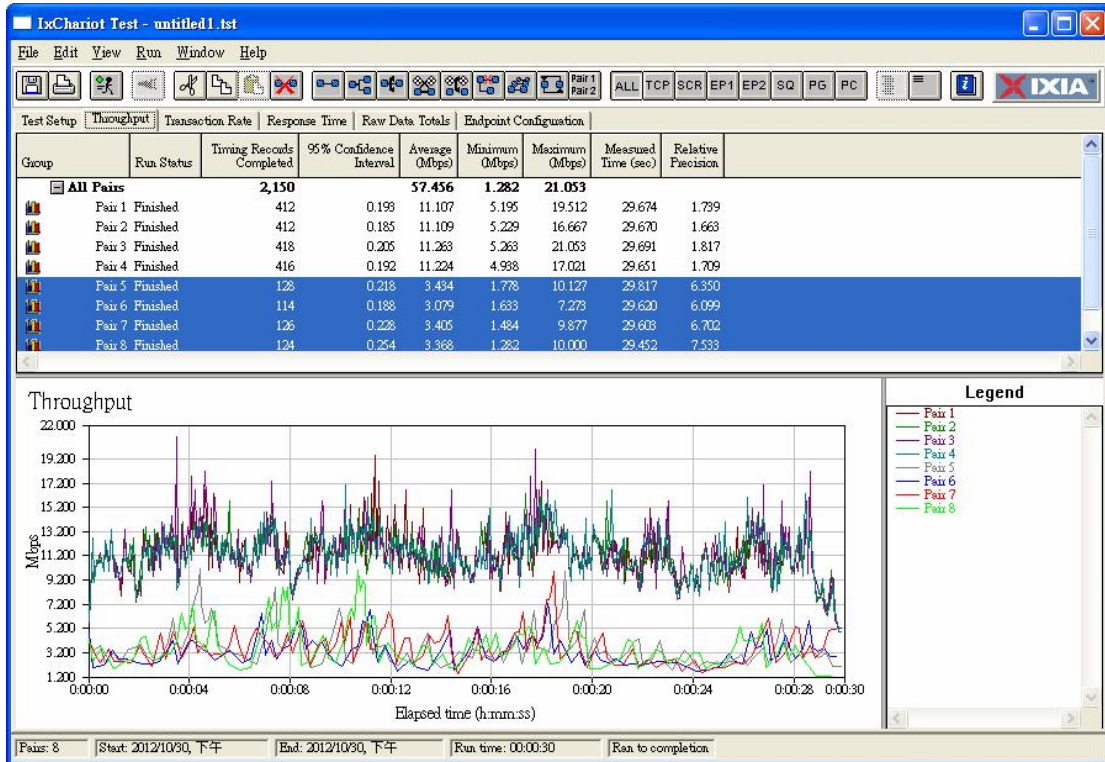 IxChariot Test - untitled1.tst
File Edit View Run Window Help
Pair 1 Pair 2 ALL TCP SCR EP1 EP2 SQ PG PC IXIA
Test Setup Throughput Transaction Rate Response Time Raw Data Totals Endpoint Configuration
Group Run Status Timing Records Completed 95% Confidence Interval Average (Mbps) Minimum (Mbps) Maximum (Mbps) Measured Time (sec) Relative Precision
All Pairs 2,150 57.456 1.282 21.053
Pair 1 Finished 412 0.193 11.107 5.195 19.512 29.674 1.739
Pair 2 Finished 412 0.185 11.109 5.229 16.667 29.670 1.663
Pair 3 Finished 418 0.205 11.263 5.263 21.053 29.691 1.817
Pair 4 Finished 416 0.192 11.224 4.938 17.021 29.651 1.709
Pair 5 Finished 128 0.218 3.434 1.778 10.127 29.817 6.350
Pair 6 Finished 114 0.188 3.079 1.633 7.273 29.620 6.099
Pair 7 Finished 126 0.228 3.405 1.484 9.877 29.603 6.702
Pair 8 Finished 124 0.254 3.368 1.282 10.000 29.452 7.533
Throughput
22.000
19.200
17.200
15.200
13.200
11.200
9.200
7.200
5.200
3.200
1.200
Mbps
0:00:00 0:00:04 0:00:08 0:00:12 0:00:16 0:00:20 0:00:24 0:00:28 0:00:30
Elapsed time (h:mm:ss)
Legend
Pair 1
Pair 2
Pair 3
Pair 4
Pair 5
Pair 6
Pair 7
Pair 8
Pairs: 8 Start: 2012/10/30, 下午 End: 2012/10/30, 下午 Run time: 00:00:30 Ran to completion